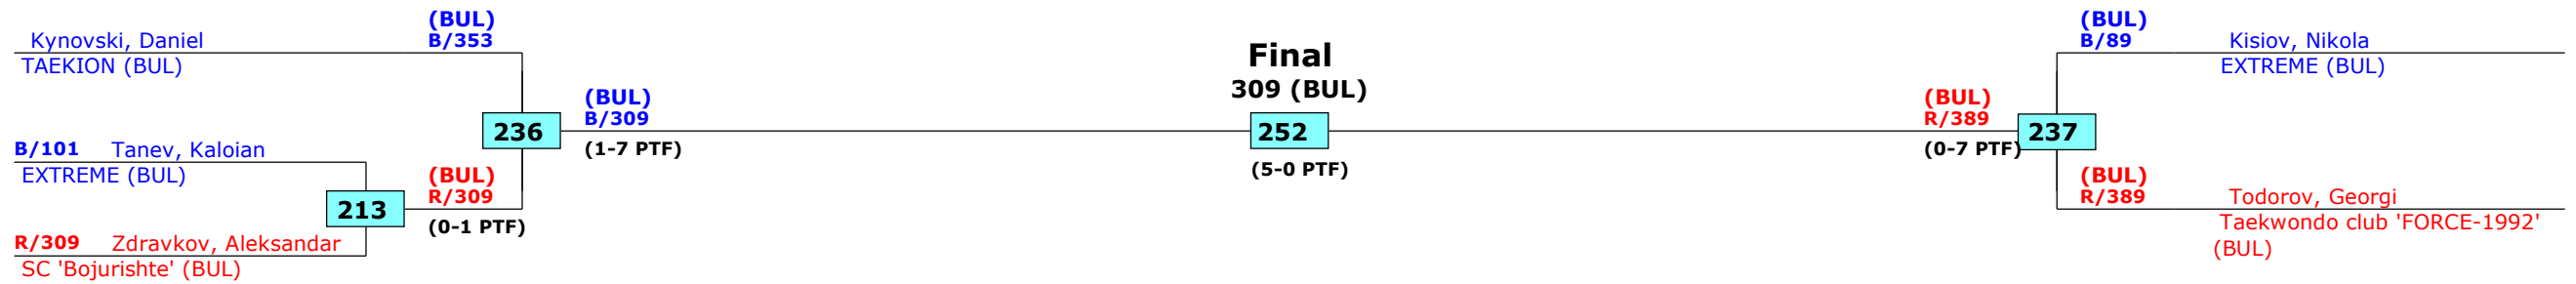 (BUL)
B/353
Kynovski, Daniel
TAEKION (BUL)
B/101 Tanev, Kaloian
EXTREME (BUL)
213
R/309 Zdravkov, Aleksandar
SC 'Bojurishte' (BUL)
(BUL)
R/309
(0-1 PTF)
236
(BUL)
B/309
(1-7 PTF)
Final
309 (BUL)
252
(5-0 PTF)
(BUL)
R/389
(0-7 PTF)
237
(BUL)
B/89
Kisiov, Nikola
EXTREME (BUL)
(BUL)
R/389
Todorov, Georgi
Taekwondo club 'FORCE-1992'
(BUL)